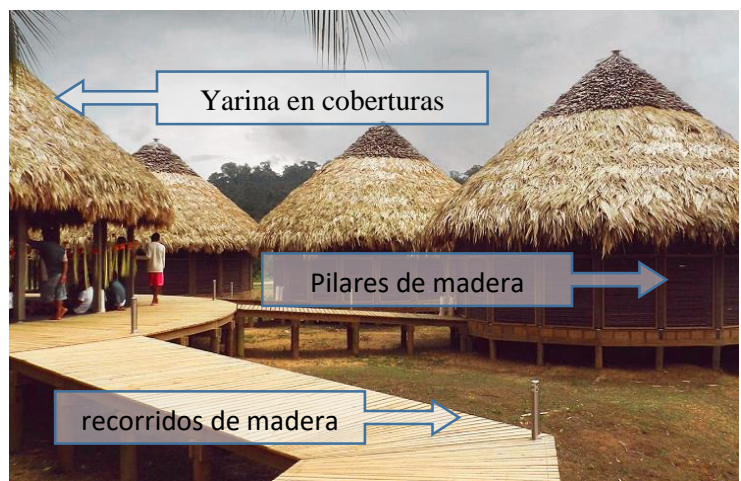 Yarina en coberturas
Pilares de madera
recorridos de madera